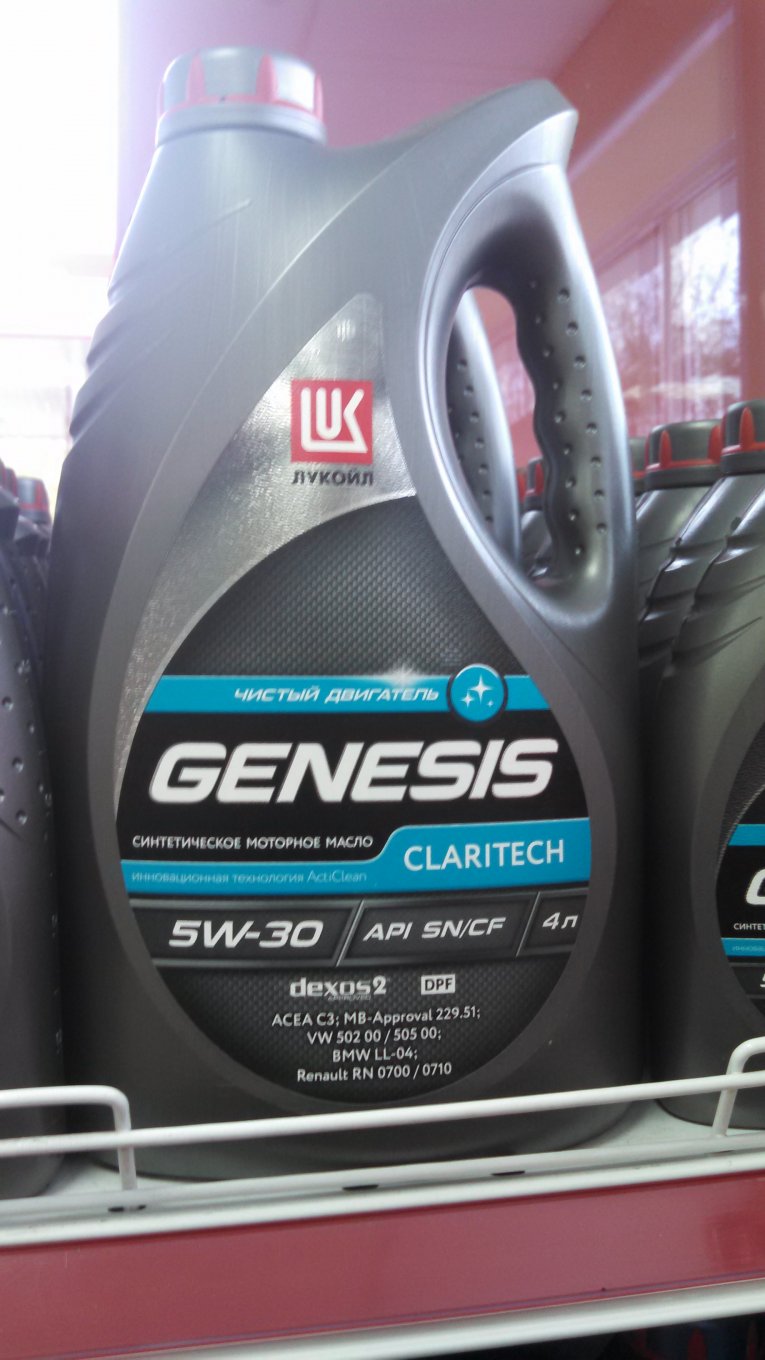 LUK
ЛУКОЙЛ
ЧИСТЫЙ ДВИГАТЕЛЬ
GENESIS
СИНТЕТИЧЕСКОЕ МОТОРНОЕ МАСЛО
CLARITECH
ИННОВАЦИОННАЯ ТЕХНОЛОГИЯ ActiClean
5W-30
API SN/CF
4л
dexos2
APPROVED
DPF
ACEA C3; MB-Approval 229.51;
VW 502 00 / 505 00;
BMW LL-04;
Renault RN 0700 / 0710